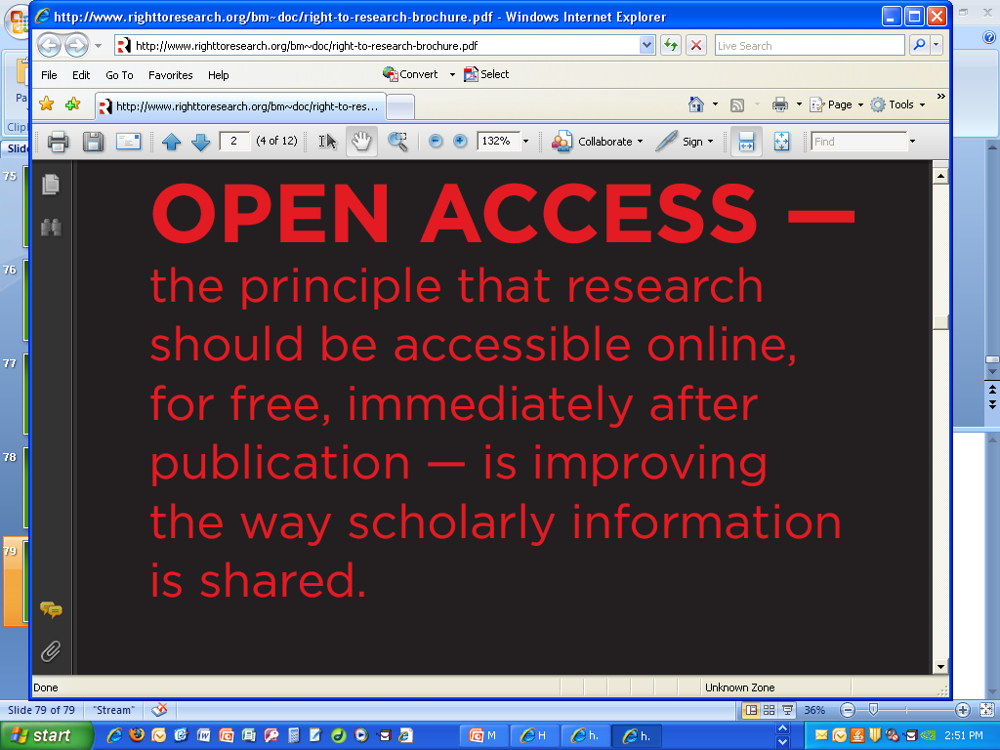 http://www.righttoresearch.org/bm~doc/right-to-research-brochure.pdf - Windows Internet Explorer
http://www.righttoresearch.org/bm~doc/right-to-research-brochure.pdf
Live Search
File Edit Go To Favorites Help
Convert Select
http://www.righttoresearch.org/bm~doc/right-to-res...
Page Tools
2 (4 of 12) 132% Collaborate Sign Find
Pa
Clip
Slide
75
76
77
78
79
OPEN ACCESS —
the principle that research
should be accessible online,
for free, immediately after
publication — is improving
the way scholarly information
is shared.
Done Unknown Zone
Slide 79 of 79 "Stream" 36%
start M H h. h. 2:51 PM